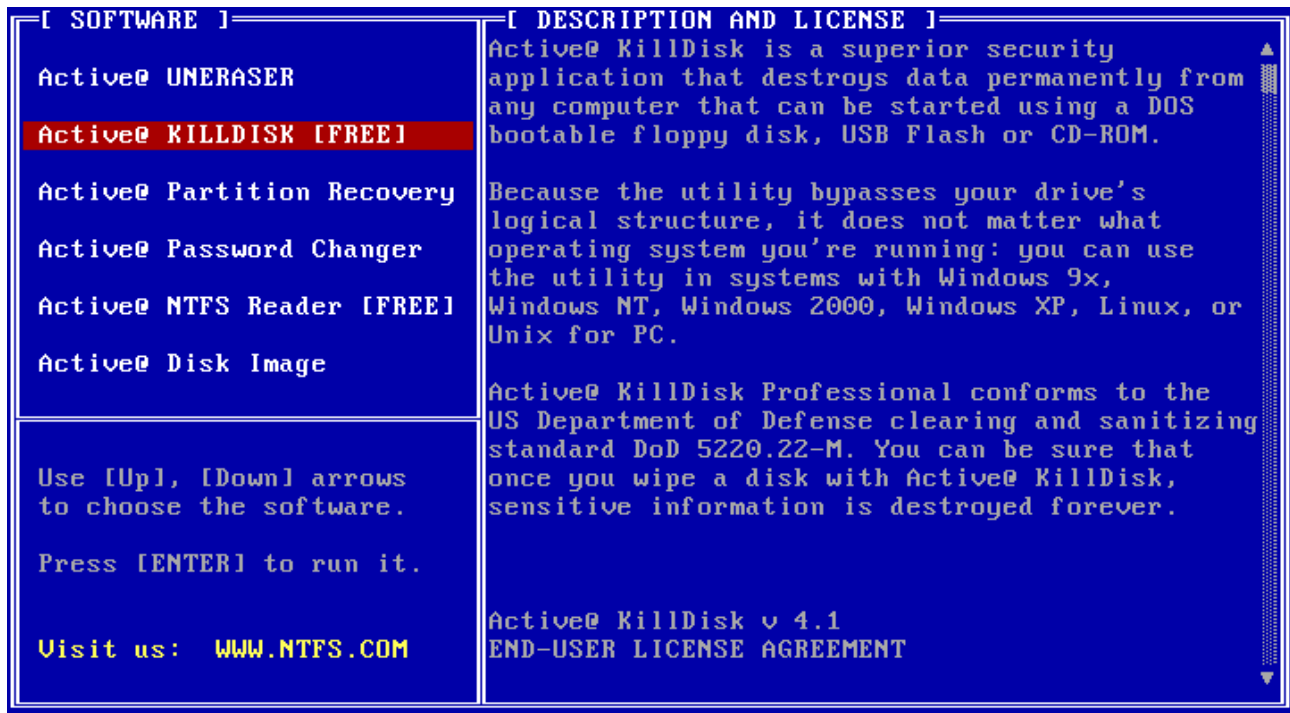 [ SOFTWARE ]
Active@ UNERASER
Active@ KILLDISK [FREE]
Active@ Partition Recovery
Active@ Password Changer
Active@ NTFS Reader [FREE]
Active@ Disk Image
Use [Up], [Down] arrows
to choose the software.
Press [ENTER] to run it.
Visit us:  WWW.NTFS.COM
[ DESCRIPTION AND LICENSE ]
Active@ KillDisk is a superior security
application that destroys data permanently from
any computer that can be started using a DOS
bootable floppy disk, USB Flash or CD-ROM.
Because the utility bypasses your drive's
logical structure, it does not matter what
operating system you're running: you can use
the utility in systems with Windows 9x,
Windows NT, Windows 2000, Windows XP, Linux, or
Unix for PC.
Active@ KillDisk Professional conforms to the
US Department of Defense clearing and sanitizing
standard DoD 5220.22-M. You can be sure that
once you wipe a disk with Active@ KillDisk,
sensitive information is destroyed forever.
Active@ KillDisk v 4.1
END-USER LICENSE AGREEMENT